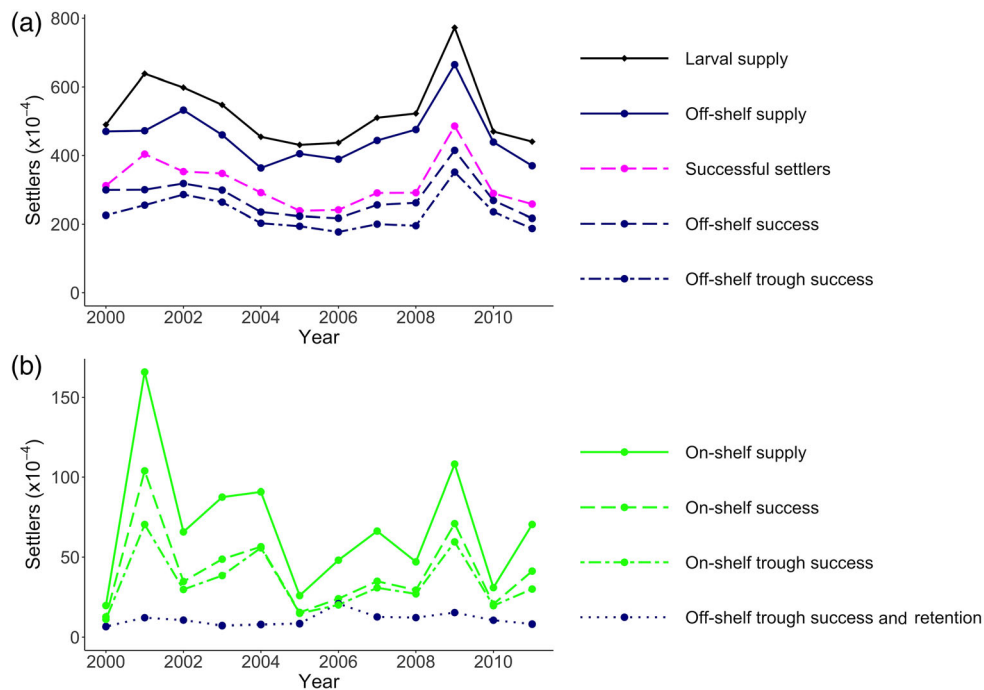 (a)
800
600
400
200
0
Settlers (x10⁻⁴)
2000 2002 2004 2006 2008 2010
Year
Larval supply
Off-shelf supply
Successful settlers
Off-shelf success
Off-shelf trough success
(b)
150
100
50
0
Settlers (x10⁻⁴)
2000 2002 2004 2006 2008 2010
Year
On-shelf supply
On-shelf success
On-shelf trough success
Off-shelf trough success and retention